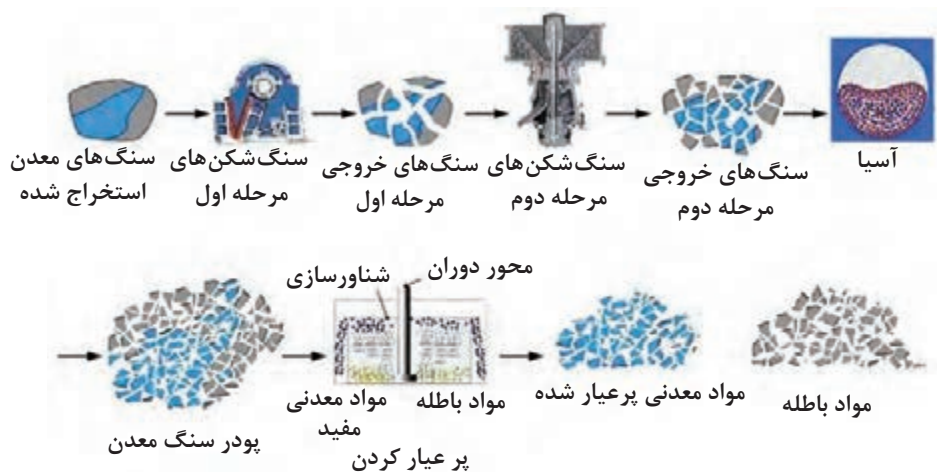 سنگ‌های معدن
استخراج شده
سنگ‌شکن‌های
مرحله اول
سنگ‌های خروجی
مرحله اول
سنگ‌شکن‌های
مرحله دوم
سنگ‌های خروجی
مرحله دوم
آسیا
پودر سنگ معدن
شناورسازی
محور دوران
مواد معدنی
مفید
مواد باطله
پر عیار کردن
مواد معدنی پرعیار شده
مواد باطله